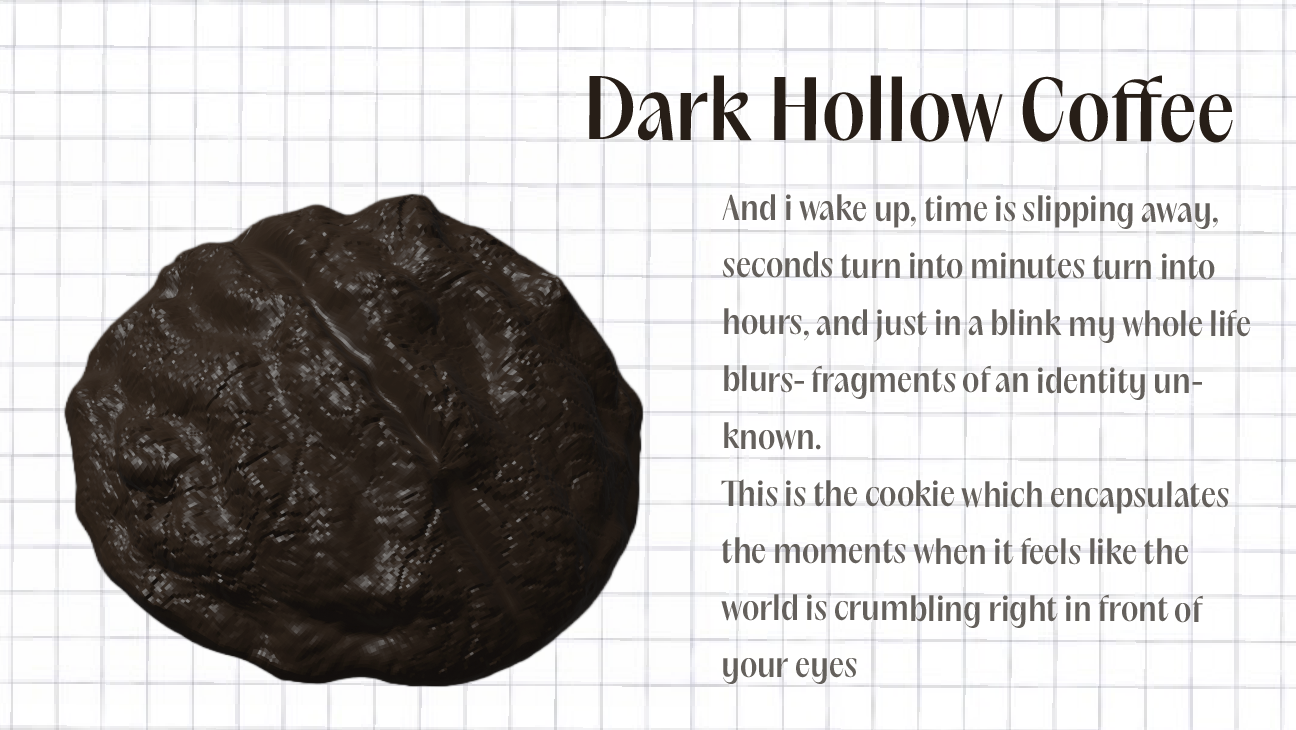 Dark Hollow Coffee
And i wake up, time is slipping away,
seconds turn into minutes turn into
hours, and just in a blink my whole life
blurs- fragments of an identity un-
known.
This is the cookie which encapsulates
the moments when it feels like the
world is crumbling right in front of
your eyes